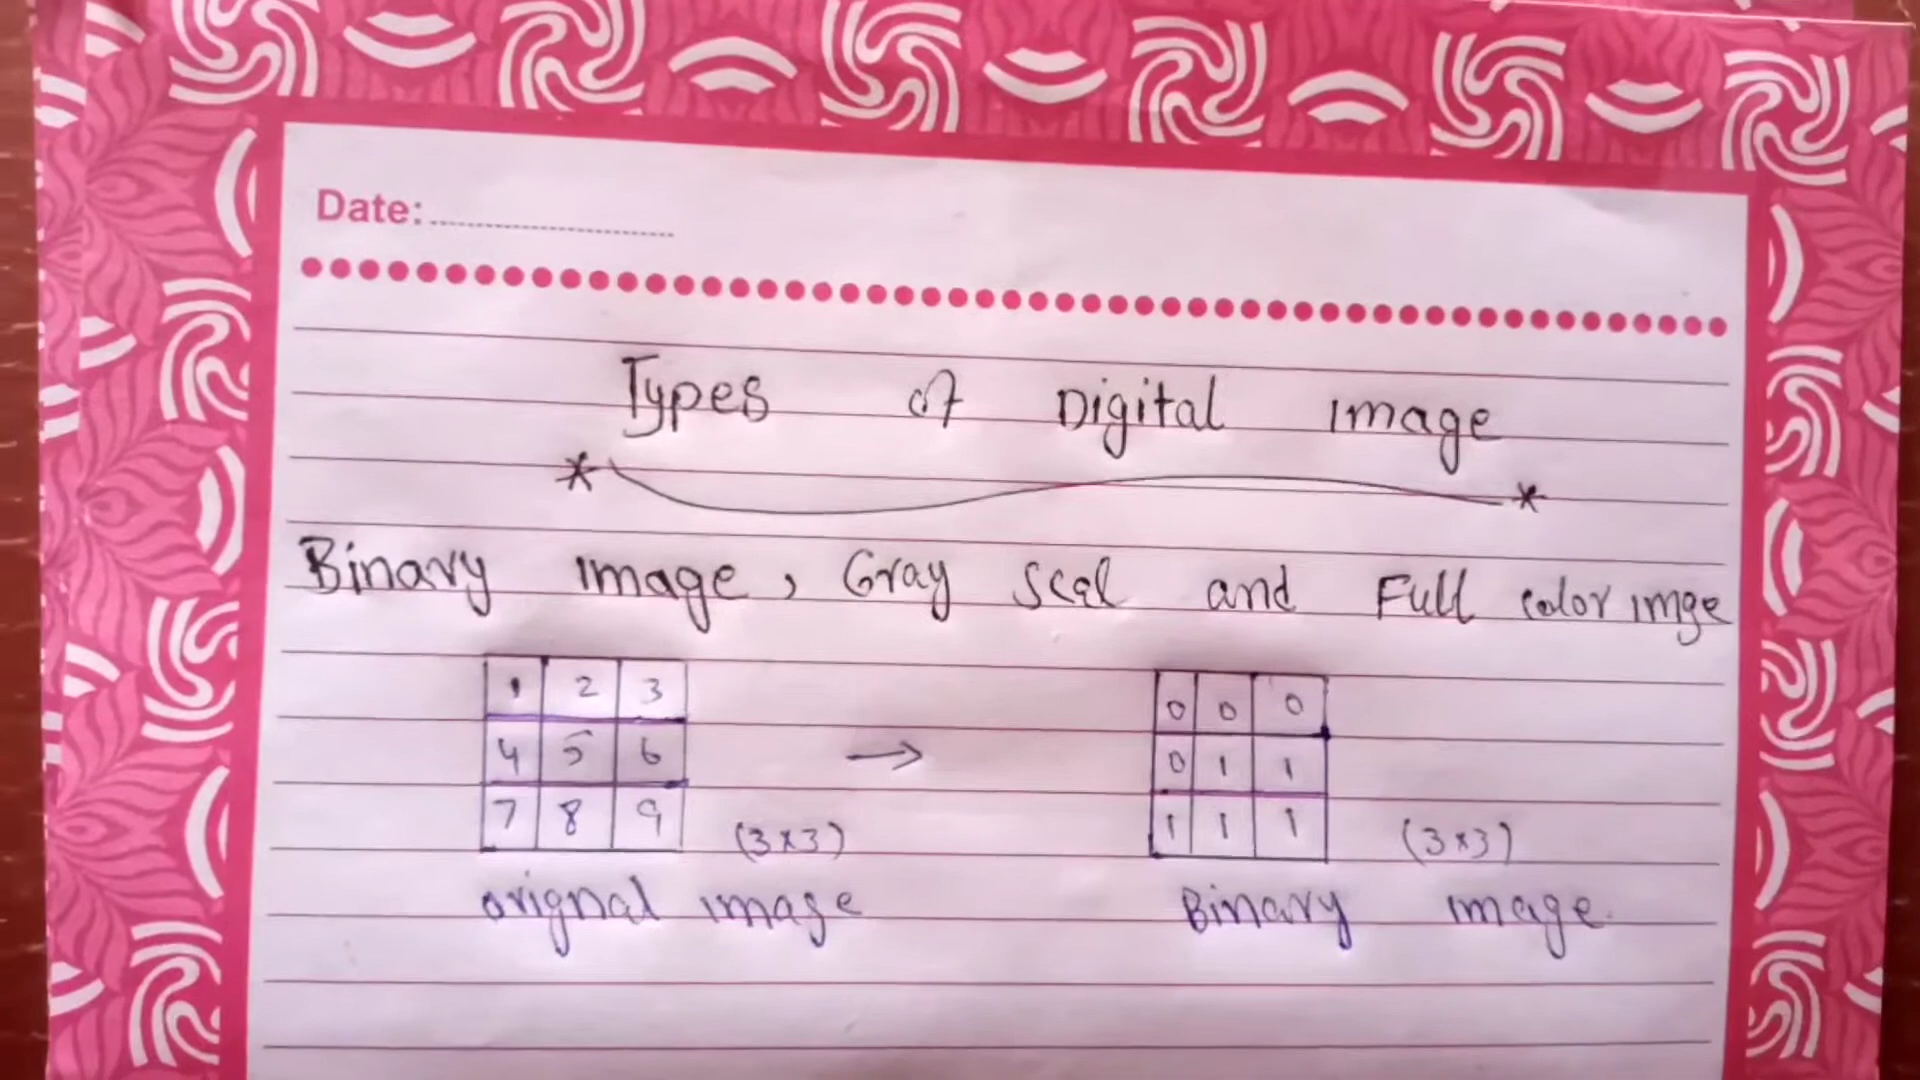 Date:
Types of Digital Image
Binary image, Gray Scal and Full color imge
1 2 3
4 5 6
7 8 9
(3x3)
→
0 0 0
0 1 1
1 1 1
(3x3)
orignal image
Binary image.